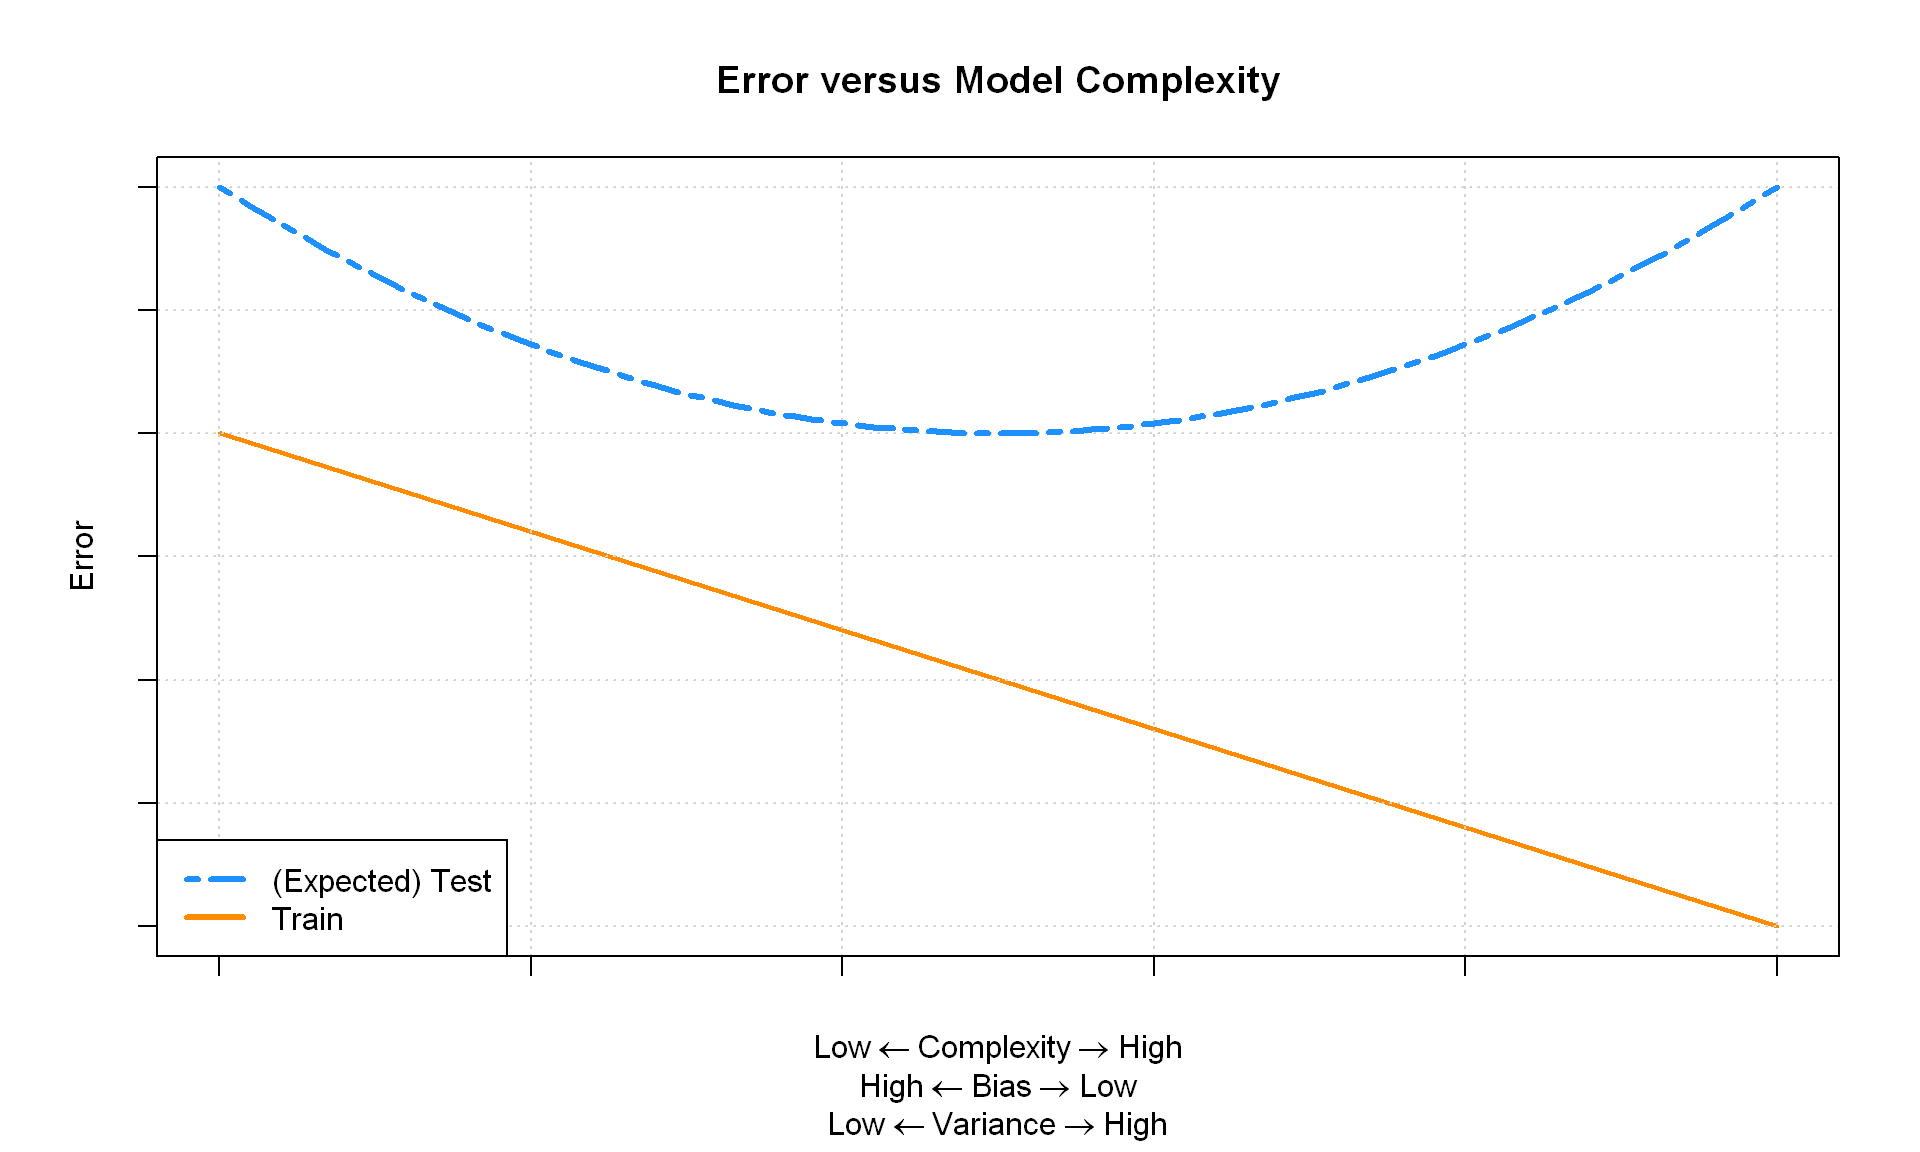 Error versus Model Complexity
Error
(Expected) Test
Train
Low ← Complexity → High
High ← Bias → Low
Low ← Variance → High